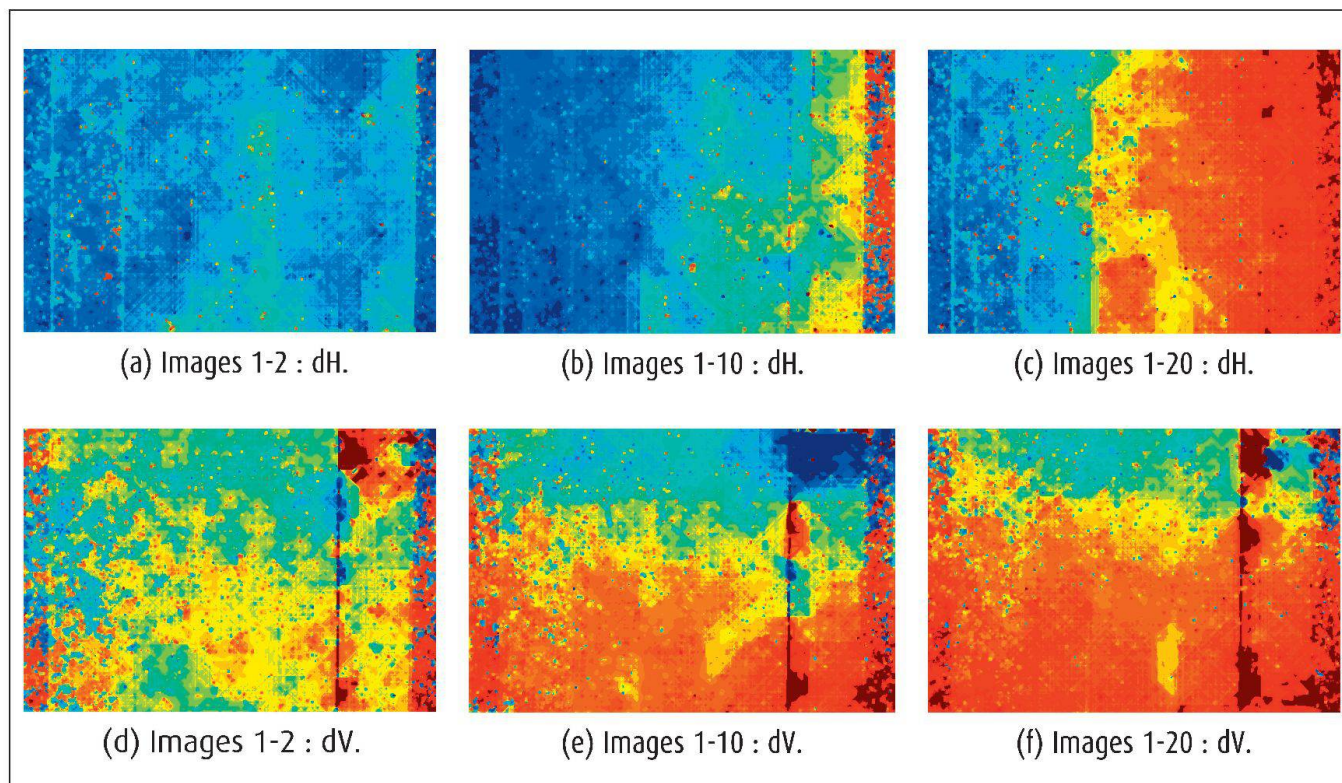 (a) Images 1-2 : dH.
(b) Images 1-10 : dH.
(c) Images 1-20 : dH.
(d) Images 1-2 : dV.
(e) Images 1-10 : dV.
(f) Images 1-20 : dV.